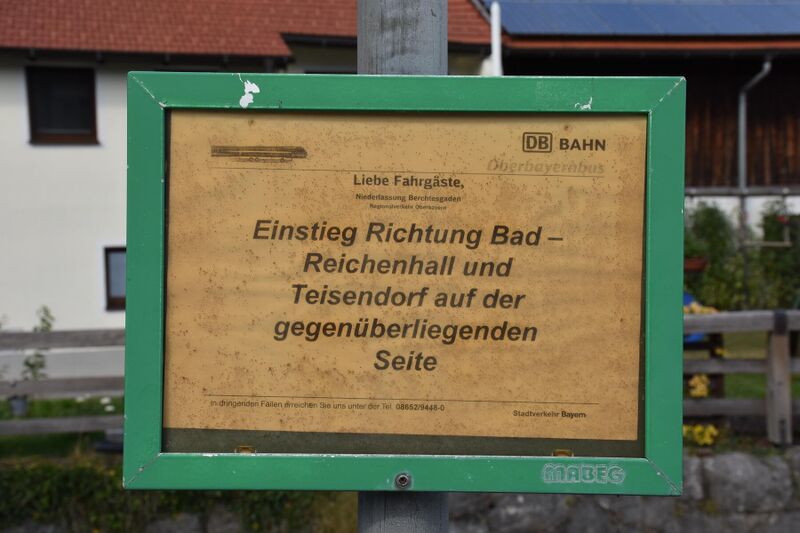 DB BAHN
Oberbayernbus
Liebe Fahrgäste,
Niederlassung Berchtesgaden
Regionalverkehr Oberbayern
Einstieg Richtung Bad –
Reichenhall und
Teisendorf auf der
gegenüberliegenden
Seite
In dringenden Fällen erreichen Sie uns unter der Tel. 08652/9448-0
Stadtverkehr Bayern
MABEG